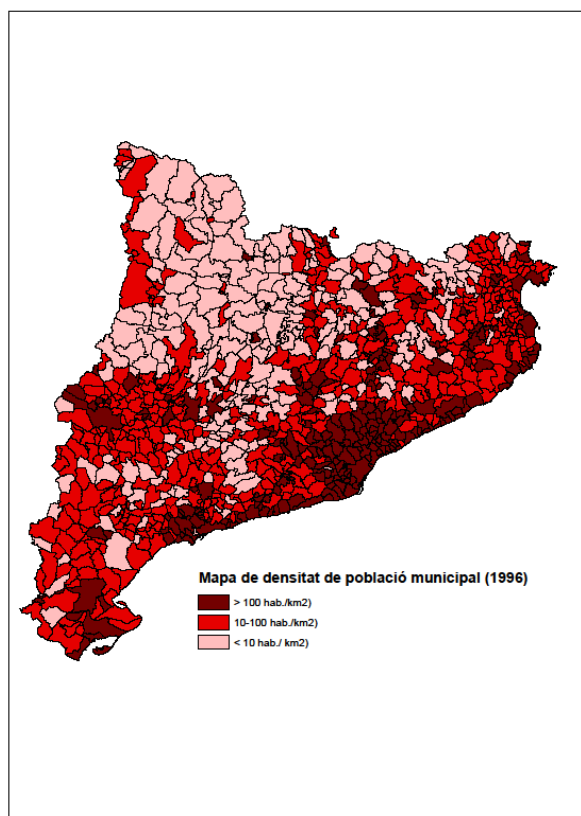 Mapa de densitat de població municipal (1996)
> 100 hab./km2)
10-100 hab./km2)
< 10 hab./ km2)